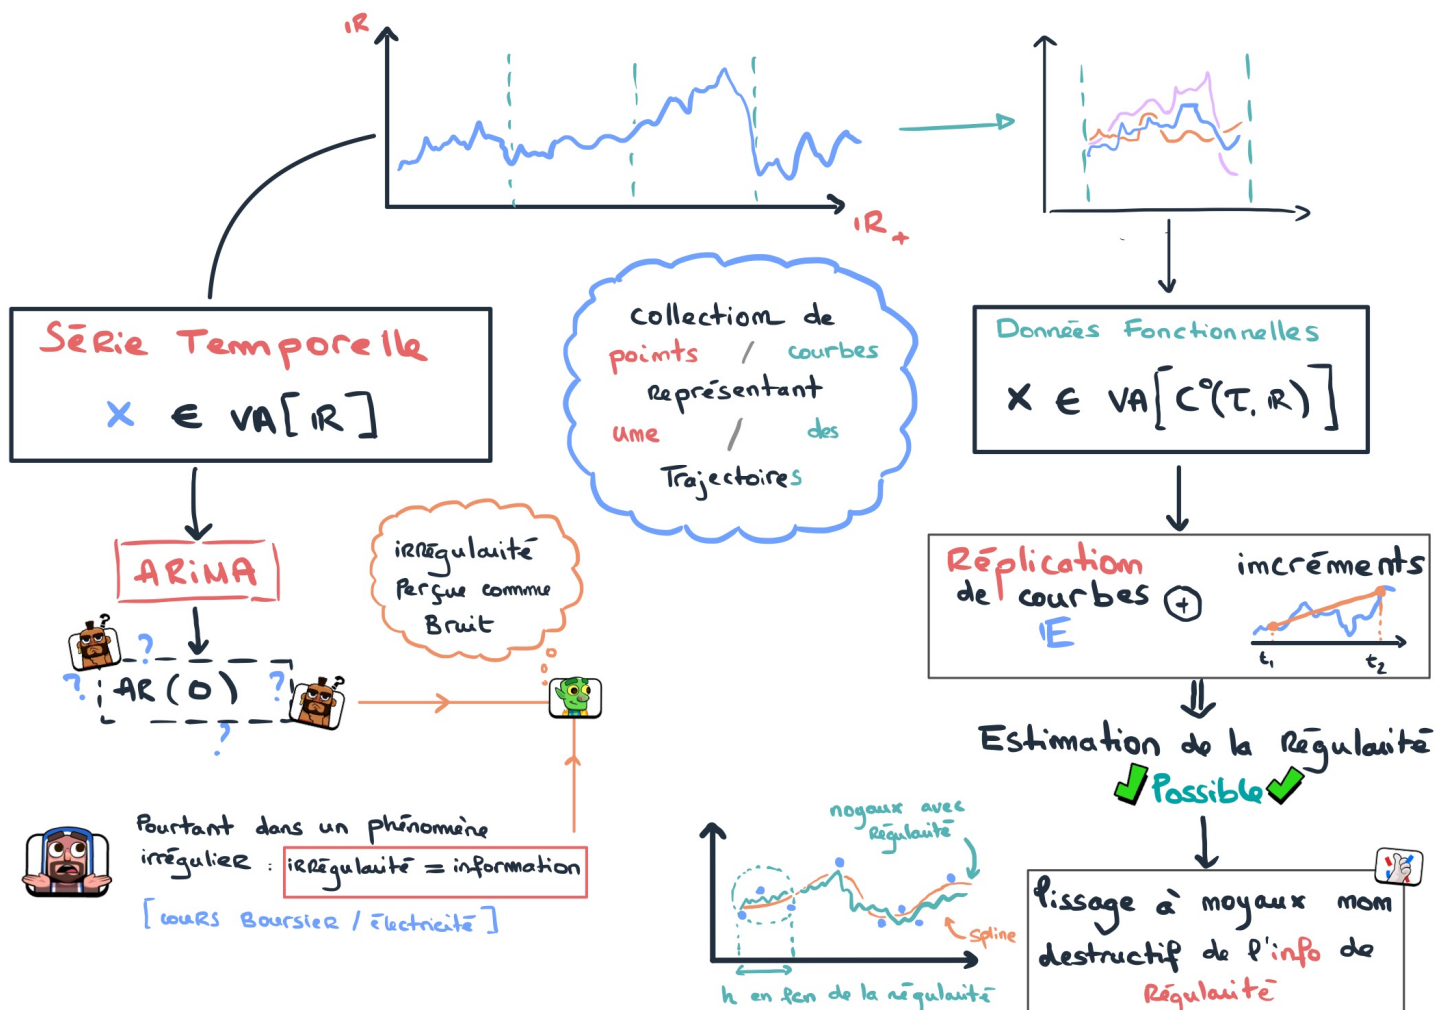 IR
IR+
Série Temporelle
X ∈ VA[IR]
collection de
points / courbes
Représentant
une / des
Trajectoires
Données Fonctionnelles
X ∈ VA[C°(τ, IR)]
ARiMA
AR(0)
?
?
?
?
irrégularité
Perçue comme
Bruit
Pourtant dans un phénomène
irrégulier : irrégularité = information
[cours Boursier / électricité]
Réplication
de courbes
IE
+
incréments
t1
t2
Estimation de la Régularité
Possible
noyaux avec
Régularité
spline
h en fcn de la régularité
lissage à noyaux non
destructif de l'info de
Régularité